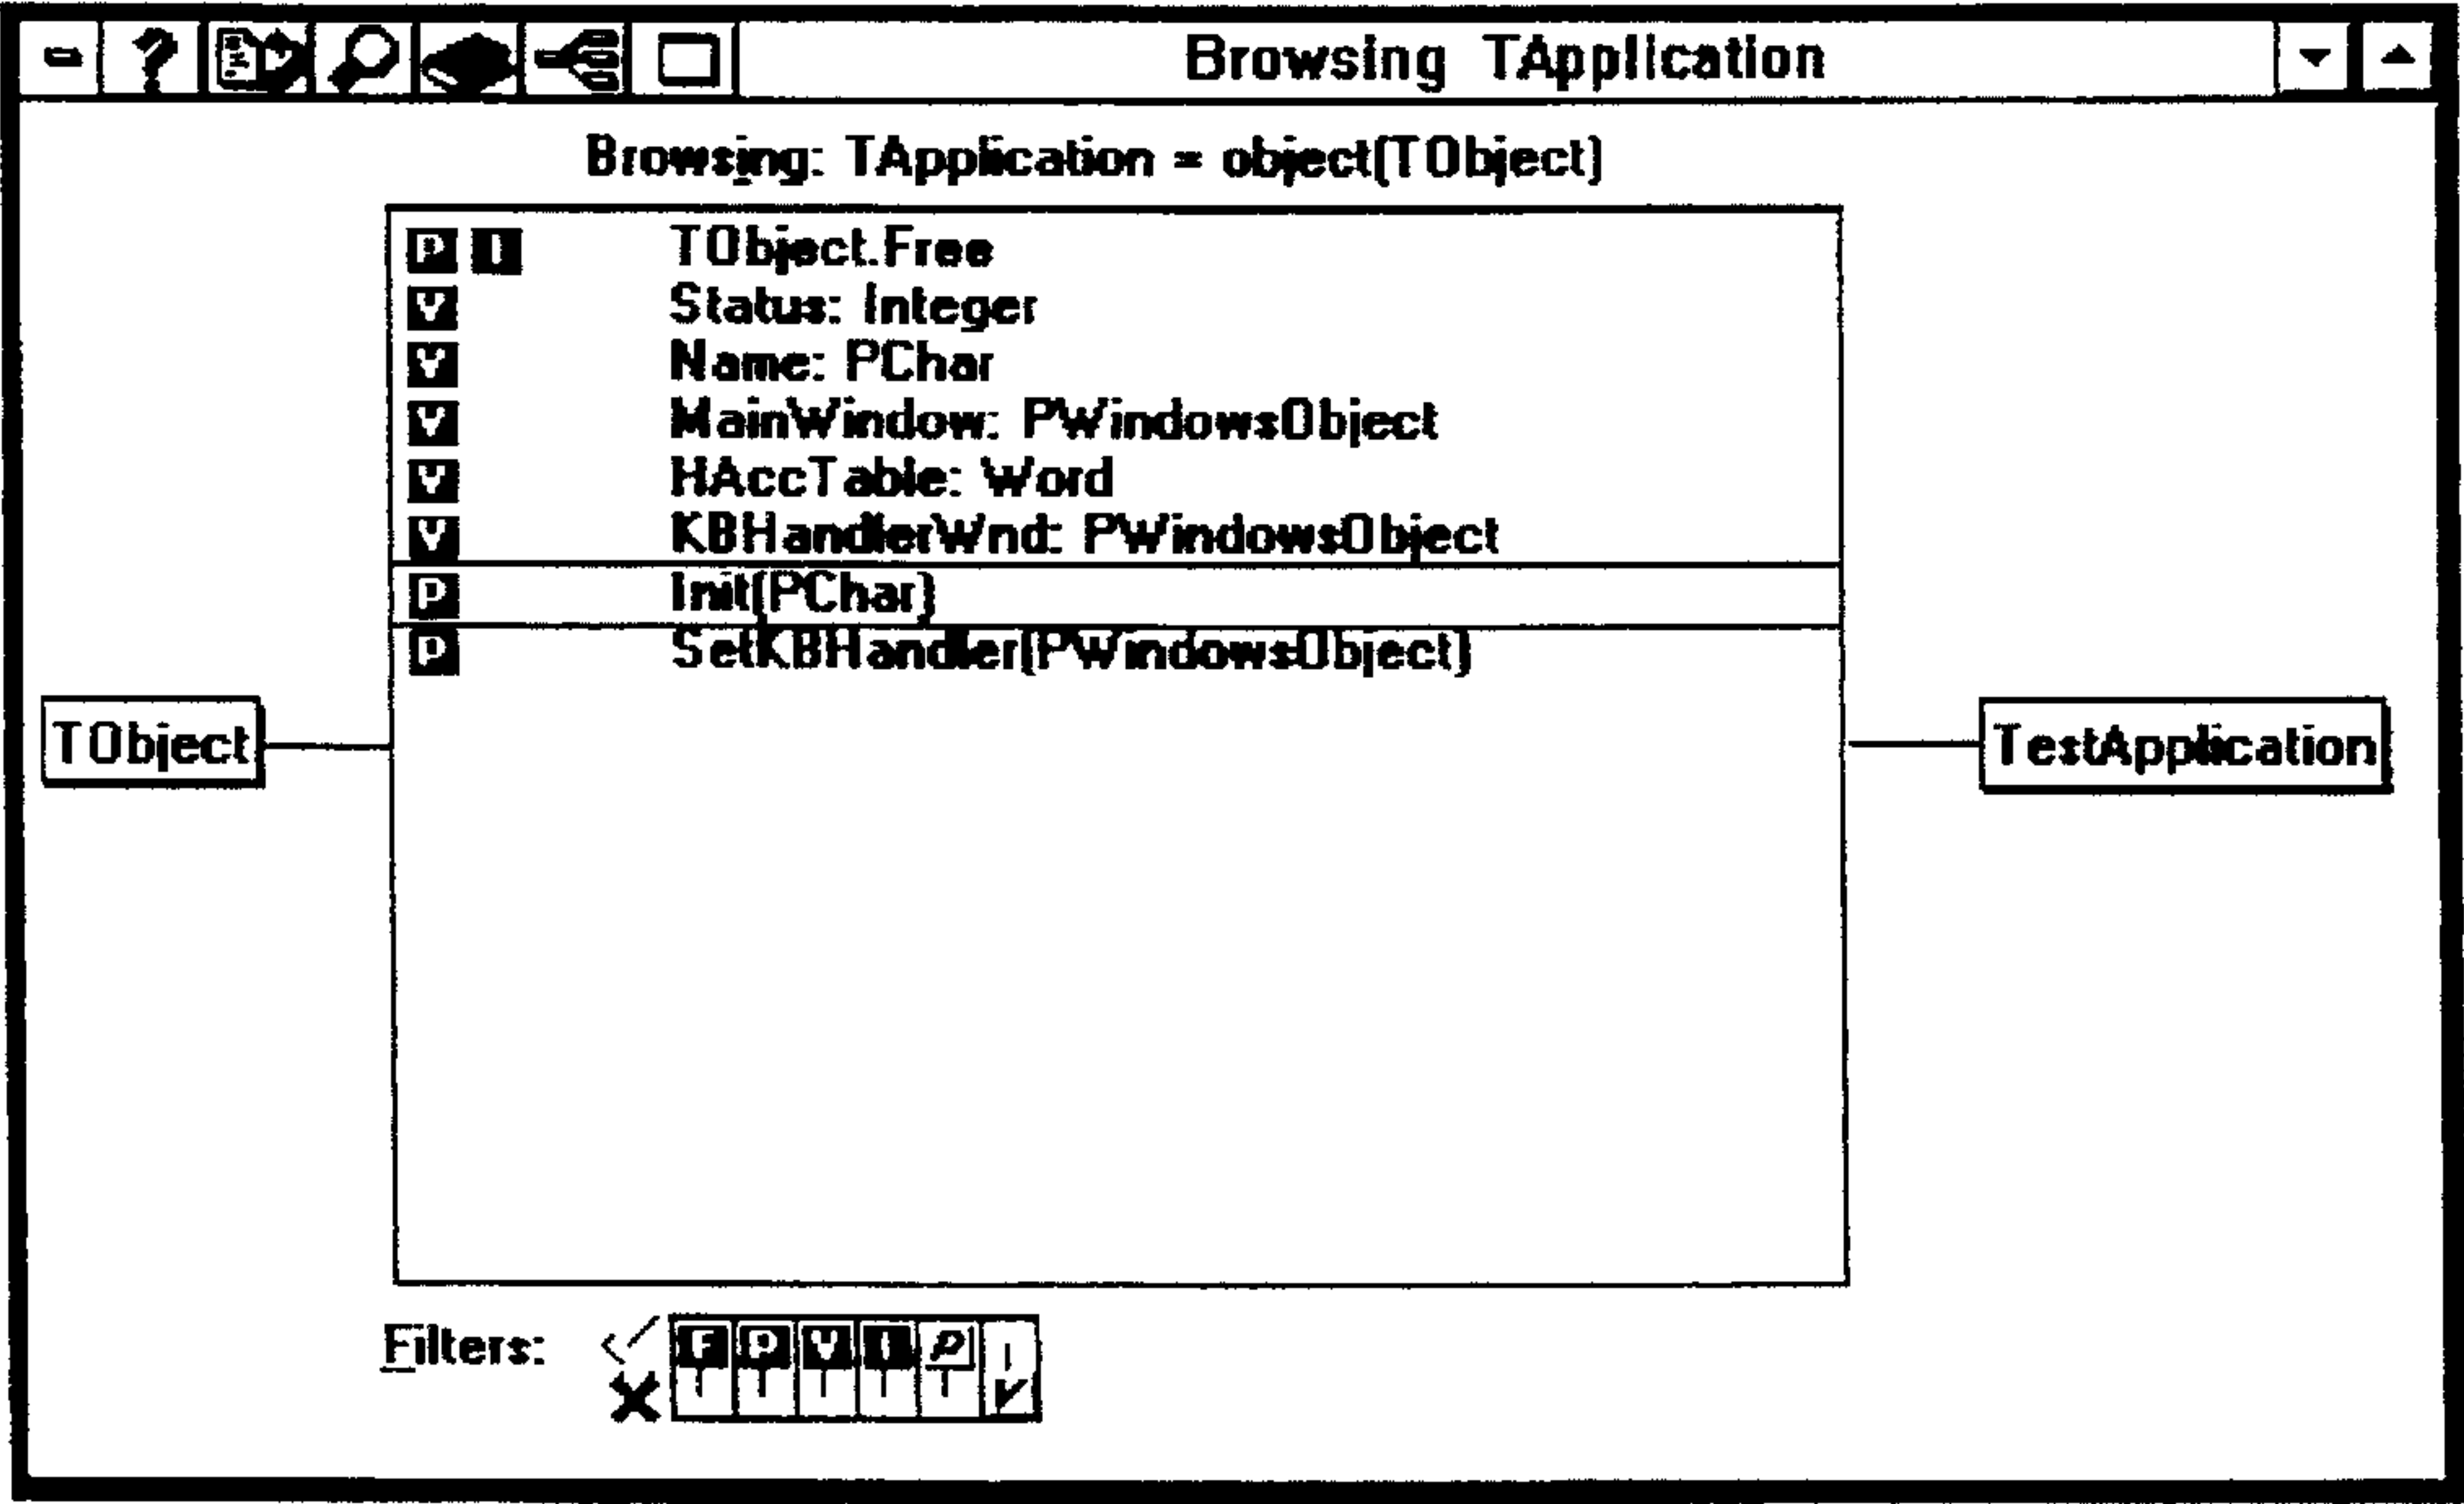 Browsing TApplication
Browsing: TApplication = object(TObject)
P I TObject.Free
V Status: Integer
V Name: PChar
V MainWindow: PWindowsObject
V HAccTable: Word
V KBHandlerWnd: PWindowsObject
P Init(PChar)
P SetKBHandler(PWindowsObject)
TObject
TestApplication
Filters: F P V I P V